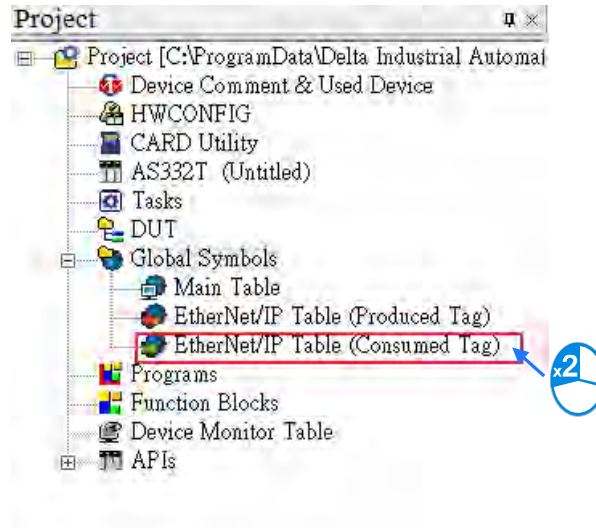 Project
Project [C:\ProgramData\Delta Industrial Automat
Device Comment & Used Device
HWCONFIG
CARD Utility
AS332T (Untitled)
Tasks
DUT
Global Symbols
Main Table
EtherNet/IP Table (Produced Tag)
EtherNet/IP Table (Consumed Tag)
x2
Programs
Function Blocks
Device Monitor Table
APIs